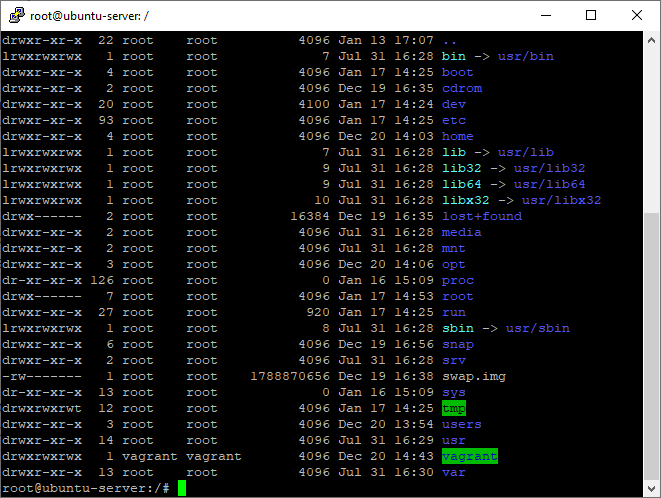 root@ubuntu-server: /
drwxr-xr-x  22 root    root          4096 Jan 13 17:07 ..
lrwxrwxrwx   1 root    root             7 Jul 31 16:28 bin -> usr/bin
drwxr-xr-x   4 root    root          4096 Jan 17 14:25 boot
drwxr-xr-x   2 root    root          4096 Dec 19 16:35 cdrom
drwxr-xr-x  20 root    root          4100 Jan 17 14:24 dev
drwxr-xr-x  93 root    root          4096 Jan 17 14:25 etc
drwxr-xr-x   4 root    root          4096 Dec 20 14:03 home
lrwxrwxrwx   1 root    root             7 Jul 31 16:28 lib -> usr/lib
lrwxrwxrwx   1 root    root             9 Jul 31 16:28 lib32 -> usr/lib32
lrwxrwxrwx   1 root    root             9 Jul 31 16:28 lib64 -> usr/lib64
lrwxrwxrwx   1 root    root            10 Jul 31 16:28 libx32 -> usr/libx32
drwx------   2 root    root         16384 Dec 19 16:35 lost+found
drwxr-xr-x   2 root    root          4096 Jul 31 16:28 media
drwxr-xr-x   2 root    root          4096 Jul 31 16:28 mnt
drwxr-xr-x   3 root    root          4096 Dec 20 14:06 opt
dr-xr-xr-x 126 root    root             0 Jan 16 15:09 proc
drwx------   7 root    root          4096 Jan 17 14:53 root
drwxr-xr-x  27 root    root           920 Jan 17 14:25 run
lrwxrwxrwx   1 root    root             8 Jul 31 16:28 sbin -> usr/sbin
drwxr-xr-x   6 root    root          4096 Dec 19 16:56 snap
drwxr-xr-x   2 root    root          4096 Jul 31 16:28 srv
-rw-------   1 root    root    1788870656 Dec 19 16:38 swap.img
dr-xr-xr-x  13 root    root             0 Jan 16 15:09 sys
drwxrwxrwt  12 root    root          4096 Jan 17 14:25 tmp
drwxr-xr-x   3 root    root          4096 Dec 20 13:54 users
drwxr-xr-x  14 root    root          4096 Jul 31 16:29 usr
drwxrwxrwx   1 vagrant vagrant       4096 Dec 20 14:43 vagrant
drwxr-xr-x  13 root    root          4096 Jul 31 16:30 var
root@ubuntu-server:/#